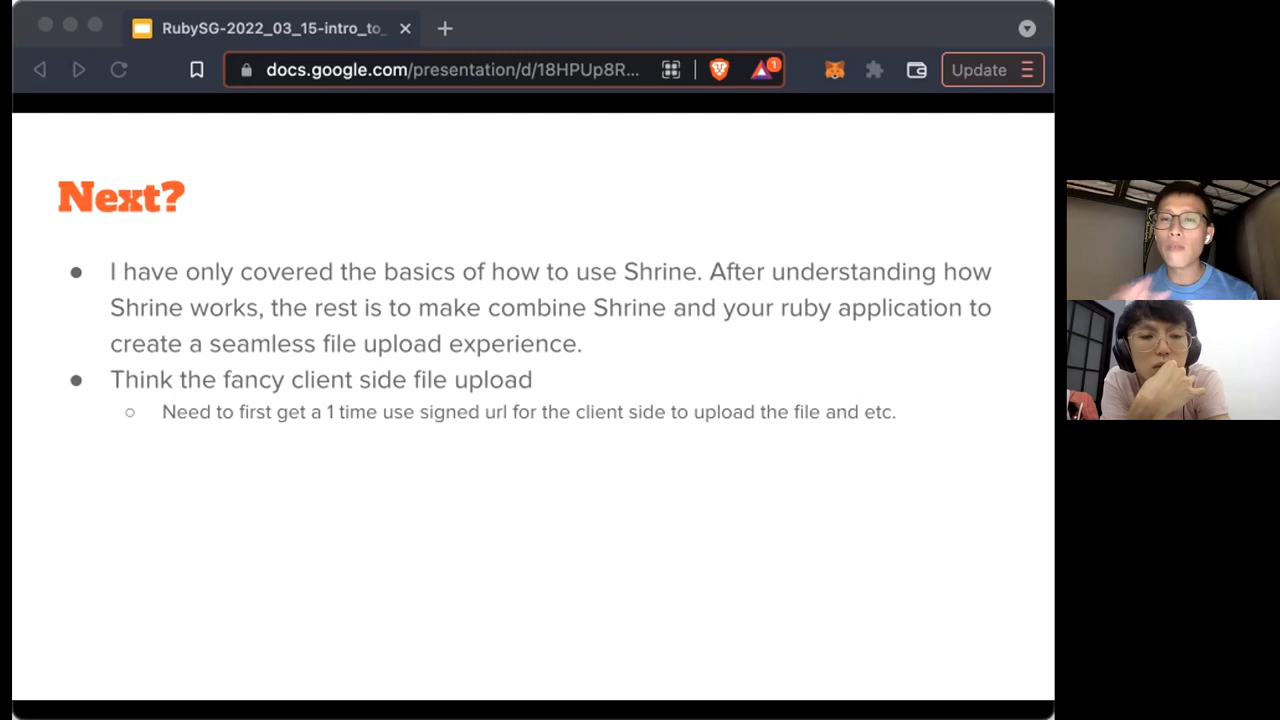 RubySG-2022_03_15-intro_to_
docs.google.com/presentation/d/18HPUp8R...
1
Update
Next?
● I have only covered the basics of how to use Shrine. After understanding how
Shrine works, the rest is to make combine Shrine and your ruby application to
create a seamless file upload experience.
● Think the fancy client side file upload
○ Need to first get a 1 time use signed url for the client side to upload the file and etc.